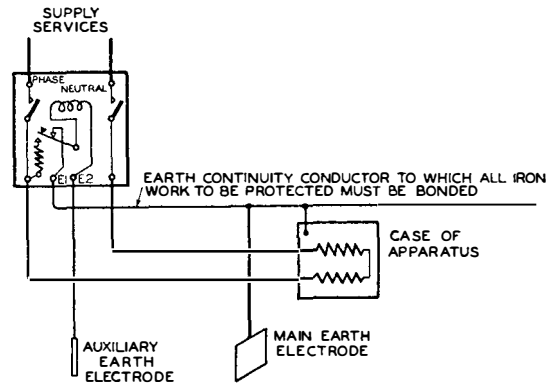 SUPPLY
SERVICES
PHASE
NEUTRAL
E1 E2
EARTH CONTINUITY CONDUCTOR TO WHICH ALL IRON
WORK TO BE PROTECTED MUST BE BONDED
CASE OF
APPARATUS
AUXILIARY
EARTH
ELECTRODE
MAIN EARTH
ELECTRODE